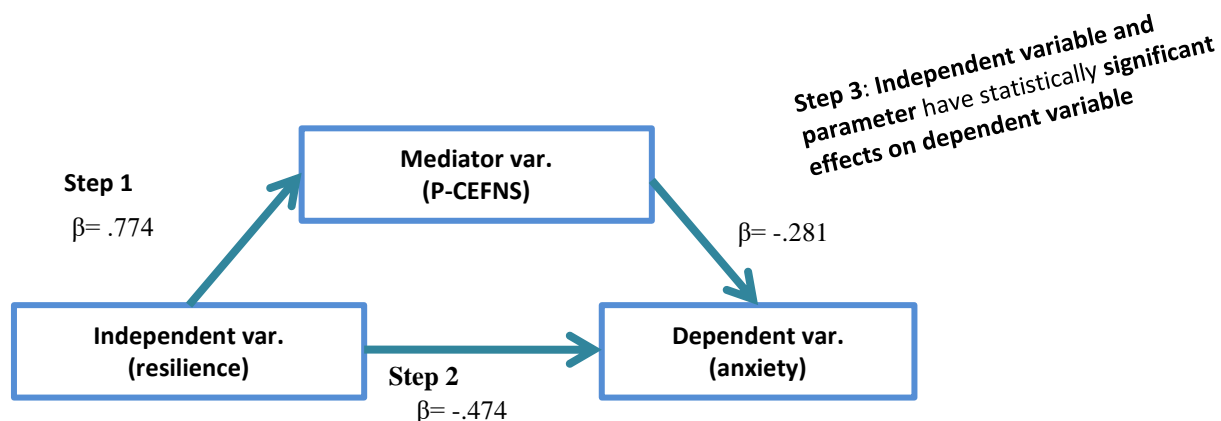 Step 3: Independent variable and
parameter have statistically significant
effects on dependent variable
Mediator var.
(P-CEFNS)
Step 1
β= .774
β= -.281
Independent var.
(resilience)
Dependent var.
(anxiety)
Step 2
β= -.474